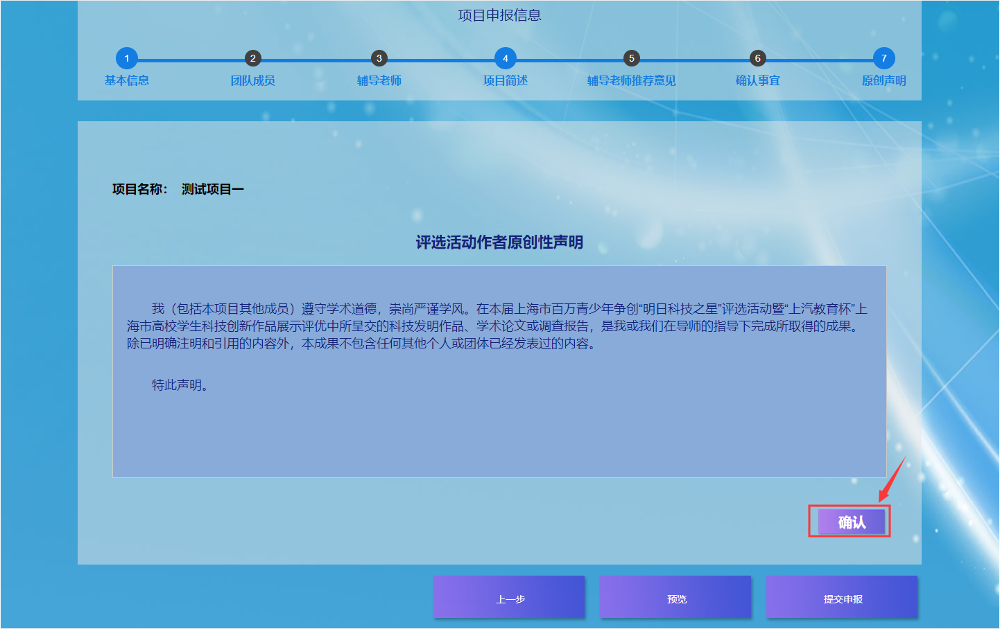 项目申报信息
1 2 3 4 5 6 7
基本信息 团队成员 辅导老师 项目简述 辅导老师推荐意见 确认事宜 原创声明
项目名称： 测试项目一
评选活动作者原创性声明
我（包括本项目其他成员）遵守学术道德，崇尚严谨学风。在本届上海市百万青少年争创“明日科技之星”评选活动暨“上汽教育杯”上
海市高校学生科技创新作品展示评优中所呈交的科技发明作品、学术论文或调查报告，是我或我们在导师的指导下完成所取得的成果。
除已明确注明和引用的内容外，本成果不包含任何其他个人或团体已经发表过的内容。
特此声明。
确认
上一步 预览 提交申报